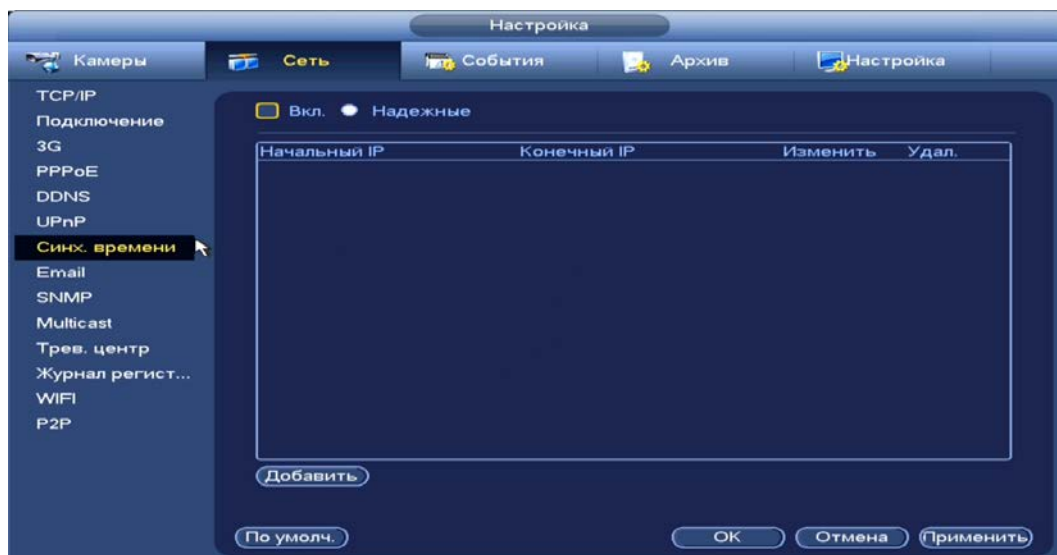 Настройка
Камеры Сеть События Архив Настройка
TCP/IP
Подключение
3G
PPPoE
DDNS
UPnP
Синх. времени
Email
SNMP
Multicast
Трев. центр
Журнал регист...
WIFI
P2P
Вкл. Надежные
Начальный IP Конечный IP Изменить Удал.
Добавить
По умолч. OK Отмена Применить